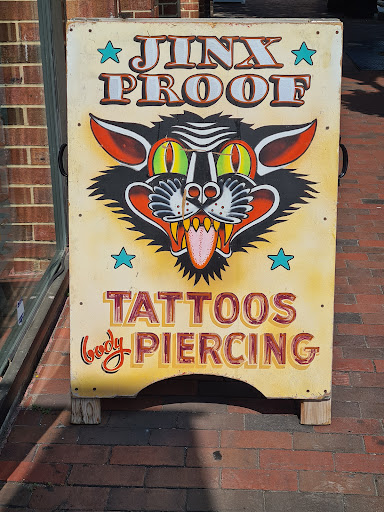 JINX
PROOF
TATTOOS
body PIERCING